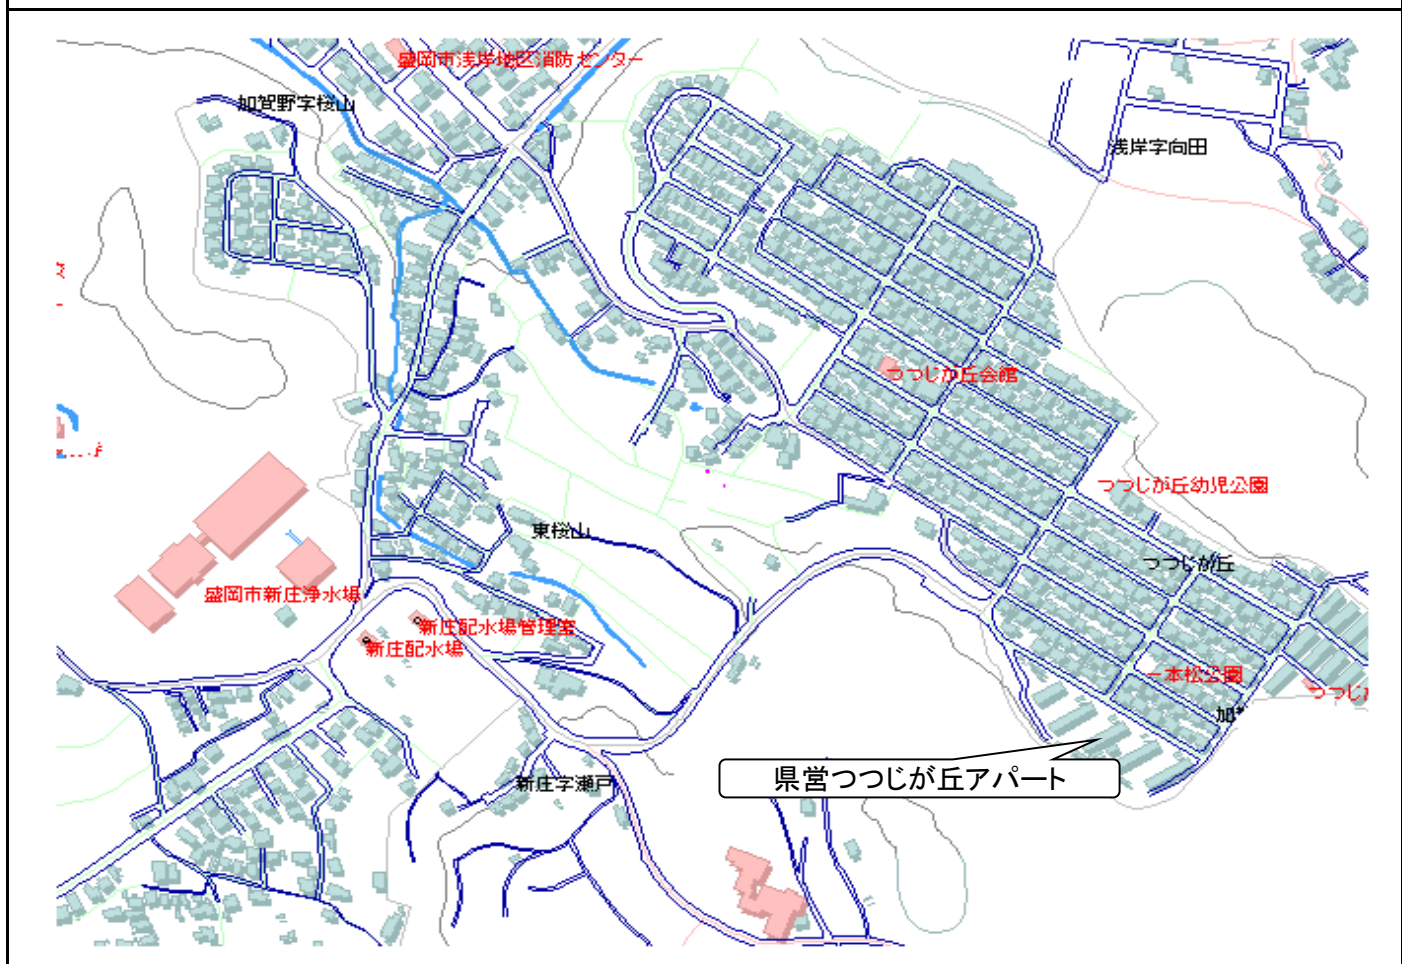 盛岡市浅岸地区消防センター
加賀野字桜山
浅岸字向田
つつじが丘会館
つつじが丘幼児公園
東桜山
つつじが丘
盛岡市新庄浄水場
新庄配水場管理室
新庄配水場
一本松公園
つつじが
新庄字瀬戸
県営つつじが丘アパート